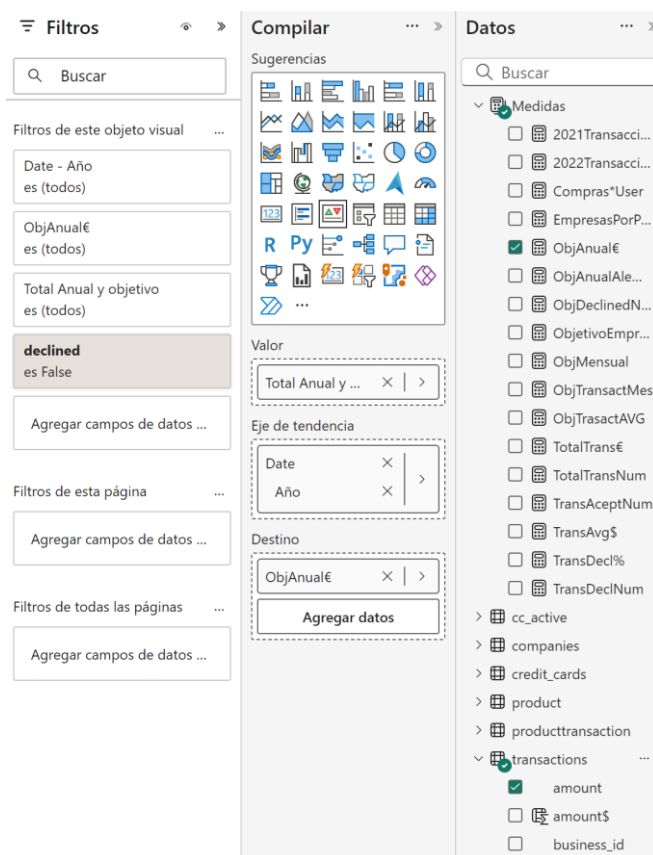 Filtros
Buscar
Filtros de este objeto visual ...
Date - Año
es (todos)
ObjAnual€
es (todos)
Total Anual y objetivo
es (todos)
declined
es False
Agregar campos de datos ...
Filtros de esta página ...
Agregar campos de datos ...
Filtros de todas las páginas ...
Agregar campos de datos ...
Compilar ...
Sugerencias
123
R Py
123
...
Valor
Total Anual y ...
Eje de tendencia
Date
Año
Destino
ObjAnual€
Agregar datos
Datos ...
Buscar
Medidas
2021Transacci...
2022Transacci...
Compras*User
EmpresasPorP...
ObjAnual€
ObjAnualAle...
ObjDeclinedN...
ObjetivoEmpr...
ObjMensual
ObjTransactMes
ObjTrasactAVG
TotalTrans€
TotalTransNum
TransAceptNum
TransAvg$
TransDecl%
TransDeclNum
cc_active
companies
credit_cards
product
producttransaction
transactions ...
amount
amount$
business_id